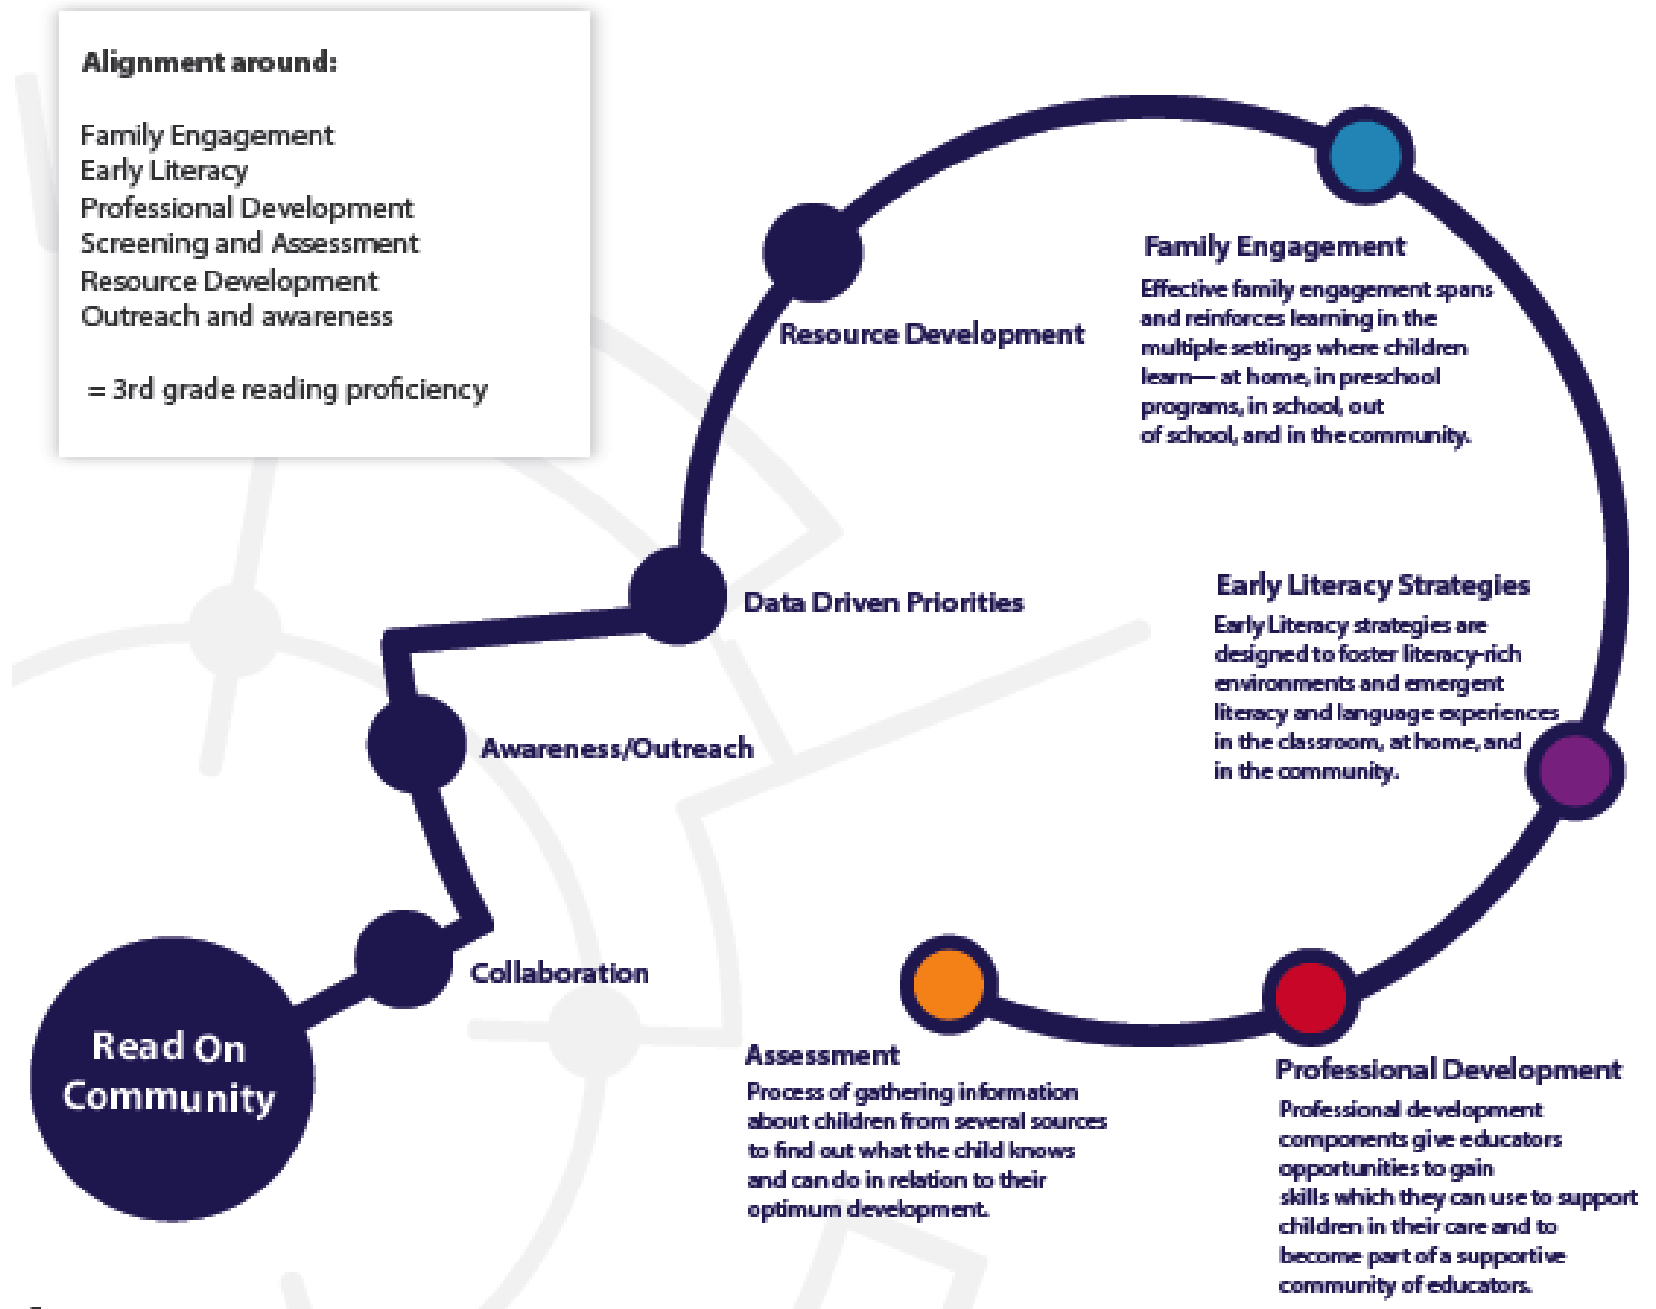 Alignment around:
Family Engagement
Early Literacy
Professional Development
Screening and Assessment
Resource Development
Outreach and awareness
= 3rd grade reading proficiency
Resource Development
Family Engagement
Effective family engagement spans
and reinforces learning in the
multiple settings where children
learn— at home, in preschool
programs, in school, out
of school, and in the community.
Data Driven Priorities
Early Literacy Strategies
Early Literacy strategies are
designed to foster literacy-rich
environments and emergent
literacy and language experiences
in the classroom, at home, and
in the community.
Awareness/Outreach
Collaboration
Read On
Community
Assessment
Process of gathering information
about children from several sources
to find out what the child knows
and can do in relation to their
optimum development.
Professional Development
Professional development
components give educators
opportunities to gain
skills which they can use to support
children in their care and to
become part of a supportive
community of educators.